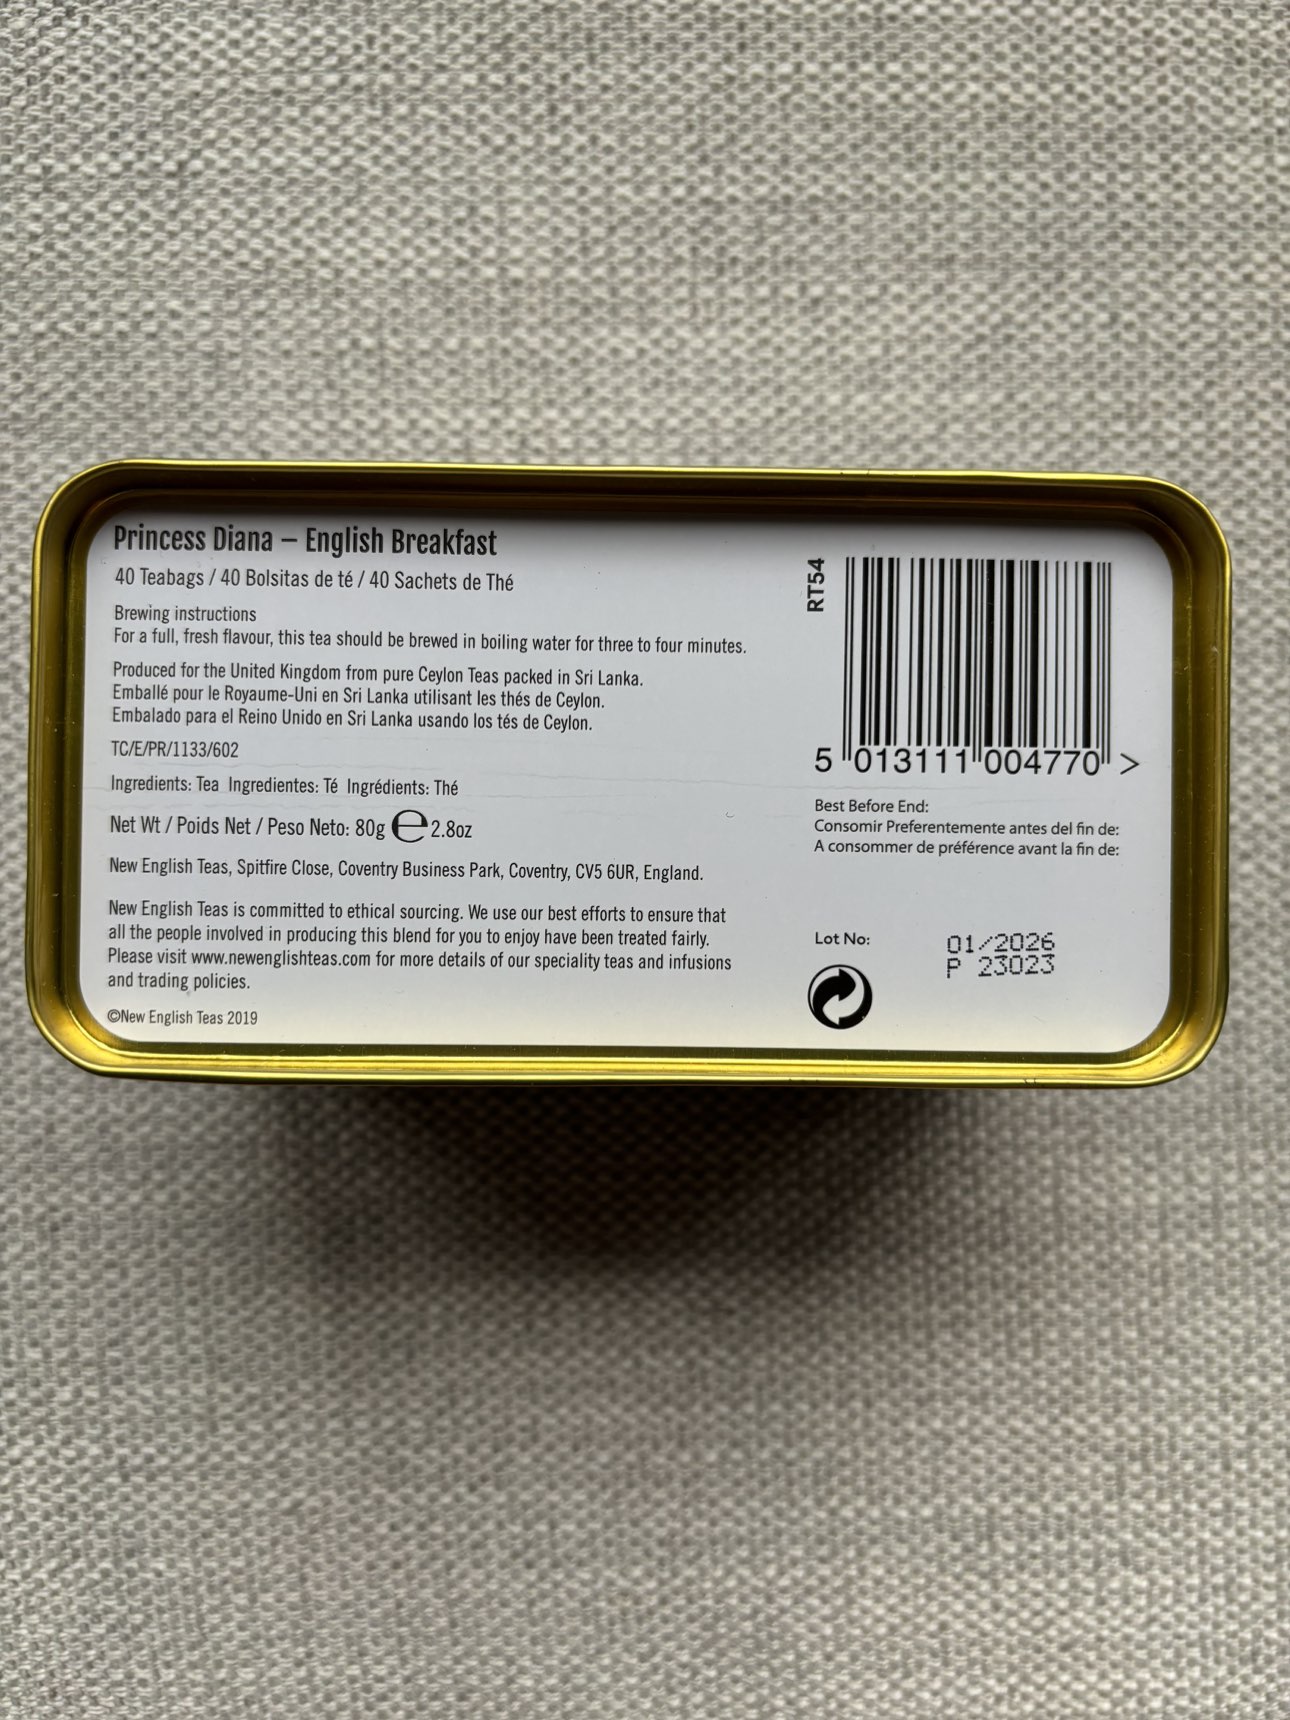 Princess Diana – English Breakfast
40 Teabags / 40 Bolsitas de té / 40 Sachets de Thé
Brewing instructions
For a full, fresh flavour, this tea should be brewed in boiling water for three to four minutes.
Produced for the United Kingdom from pure Ceylon Teas packed in Sri Lanka.
Emballé pour le Royaume-Uni en Sri Lanka utilisant les thés de Ceylon.
Embalado para el Reino Unido en Sri Lanka usando los tés de Ceylon.
TC/E/PR/1133/602
Ingredients: Tea Ingredientes: Té Ingrédients: Thé
Net Wt / Poids Net / Peso Neto: 80g ℮ 2.8oz
New English Teas, Spitfire Close, Coventry Business Park, Coventry, CV5 6UR, England.
New English Teas is committed to ethical sourcing. We use our best efforts to ensure that
all the people involved in producing this blend for you to enjoy have been treated fairly.
Please visit www.newenglishteas.com for more details of our speciality teas and infusions
and trading policies.
©New English Teas 2019
RT54
5 013111 004770 >
Best Before End:
Consomir Preferentemente antes del fin de:
A consommer de préférence avant la fin de:
Lot No:
01/2026
P 23023